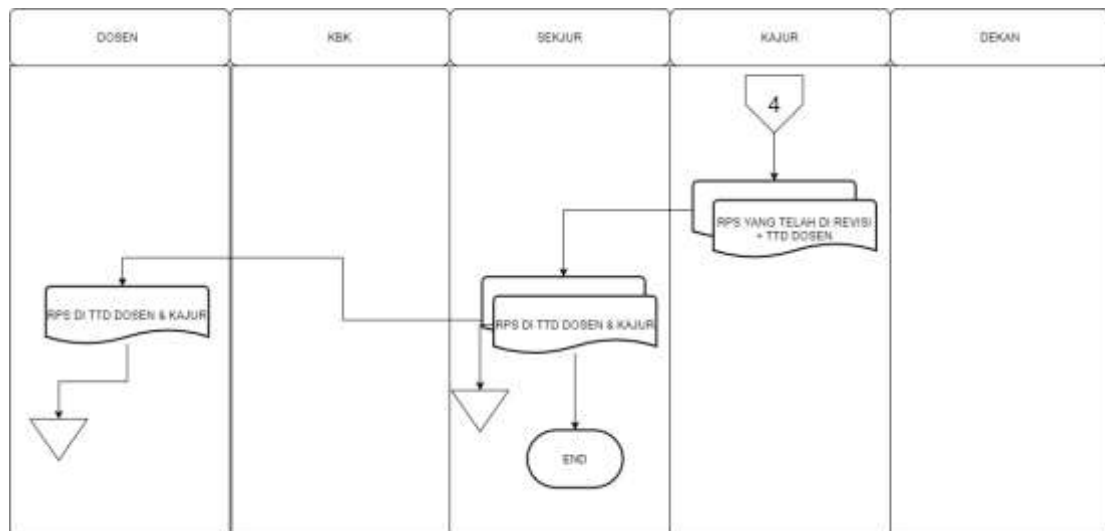 DOSEN
KBK
SEKJUR
KAJUR
DEKAN
4
RPS YANG TELAH DI REVISI
+ TTD DOSEN
RPS DI TTD DOSEN & KAJUR
RPS DI TTD DOSEN & KAJUR
END